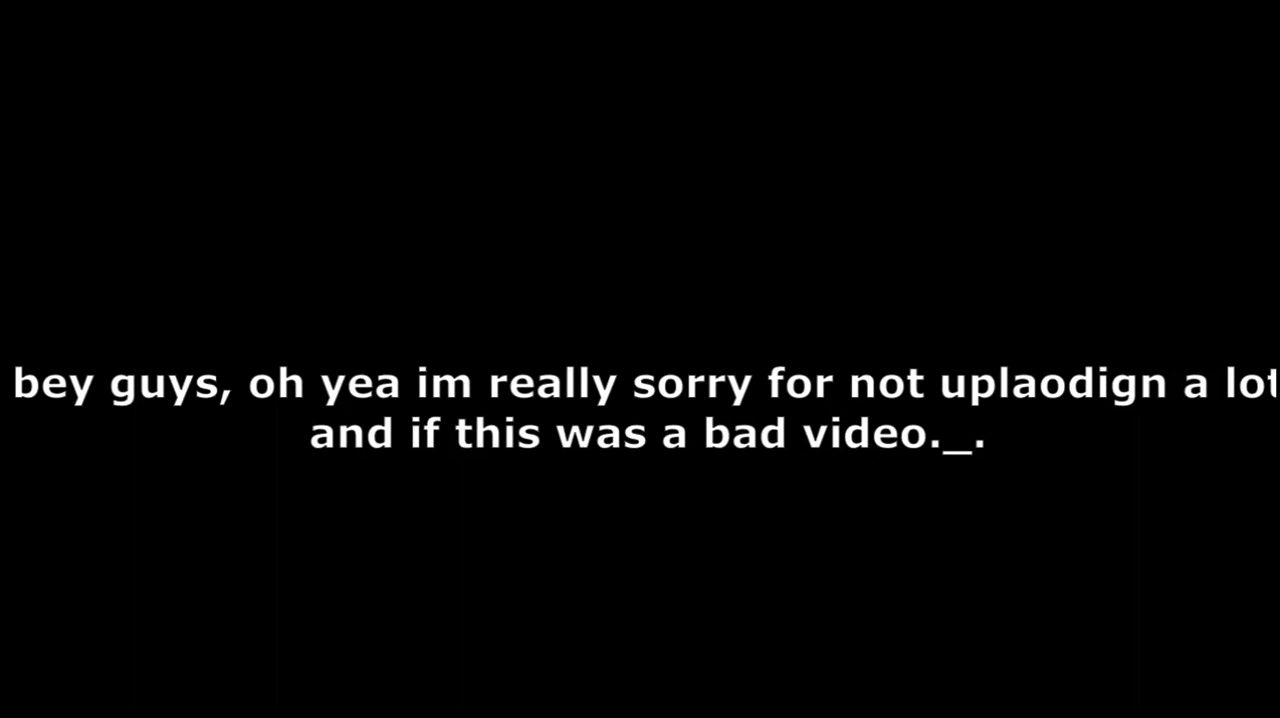 bey guys, oh yea im really sorry for not uplaodign a lot
and if this was a bad video._.